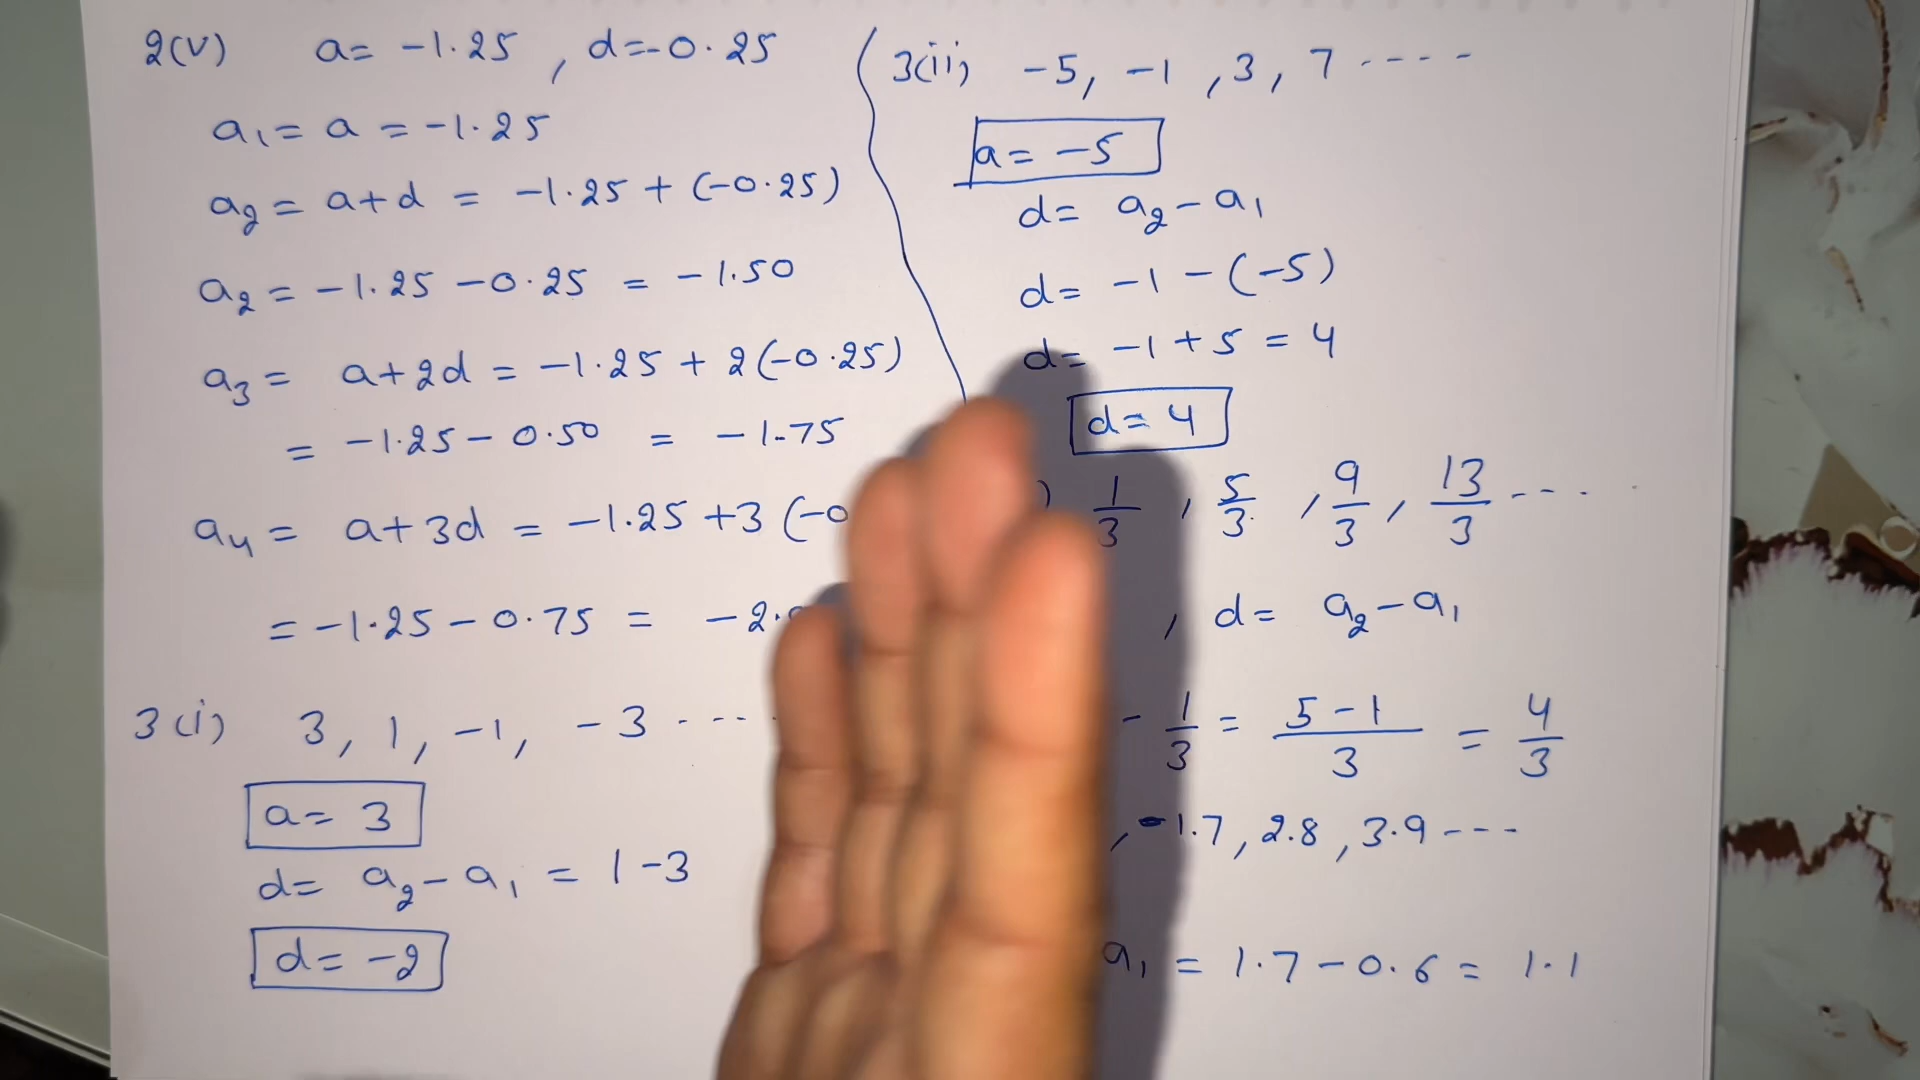 2(v) a= -1.25 , d=-0.25
a₁= a = -1.25
a₂ = a+d = -1.25 + (-0.25)
a₂ = -1.25 -0.25 = -1.50
a₃ = a+2d = -1.25 + 2(-0.25)
= -1.25 - 0.50 = -1.75
a₄ = a+3d = -1.25 +3 (-0
= -1.25 - 0.75 = -2.
3(i) 3, 1, -1, -3 ----
a= 3
d= a₂-a₁ = 1-3
d= -2
3(ii) -5, -1 , 3, 7 ----
a= -5
d= a₂-a₁
d= -1 - (-5)
d= -1+5 = 4
d= 4
) 1/3 , 5/3 , 9/3 , 13/3 ----
, d= a₂-a₁
- 1/3 = 5-1/3 = 4/3
, 1.7, 2.8 , 3.9 ---
a₁ = 1.7-0.6 = 1.1